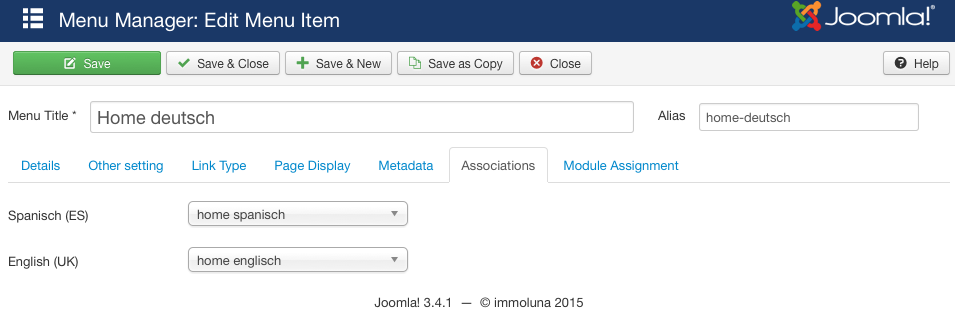 Menu Manager: Edit Menu Item Joomla!®
Save Save & Close Save & New Save as Copy Close Help
Menu Title * Home deutsch Alias home-deutsch
Details Other setting Link Type Page Display Metadata Associations Module Assignment
Spanisch (ES) home spanisch
English (UK) home englisch
Joomla! 3.4.1 — © immoluna 2015